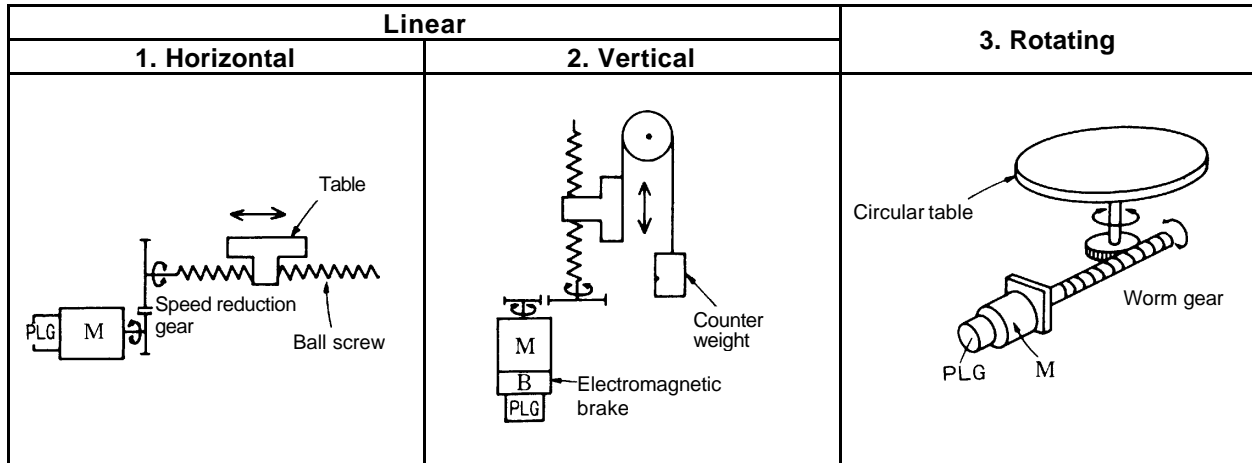 Linear
3. Rotating
1. Horizontal
2. Vertical
Table
Speed reduction
gear
PLG
M
Ball screw
Counter
weight
M
B
Electromagnetic
brake
PLG
Circular table
Worm gear
PLG
M